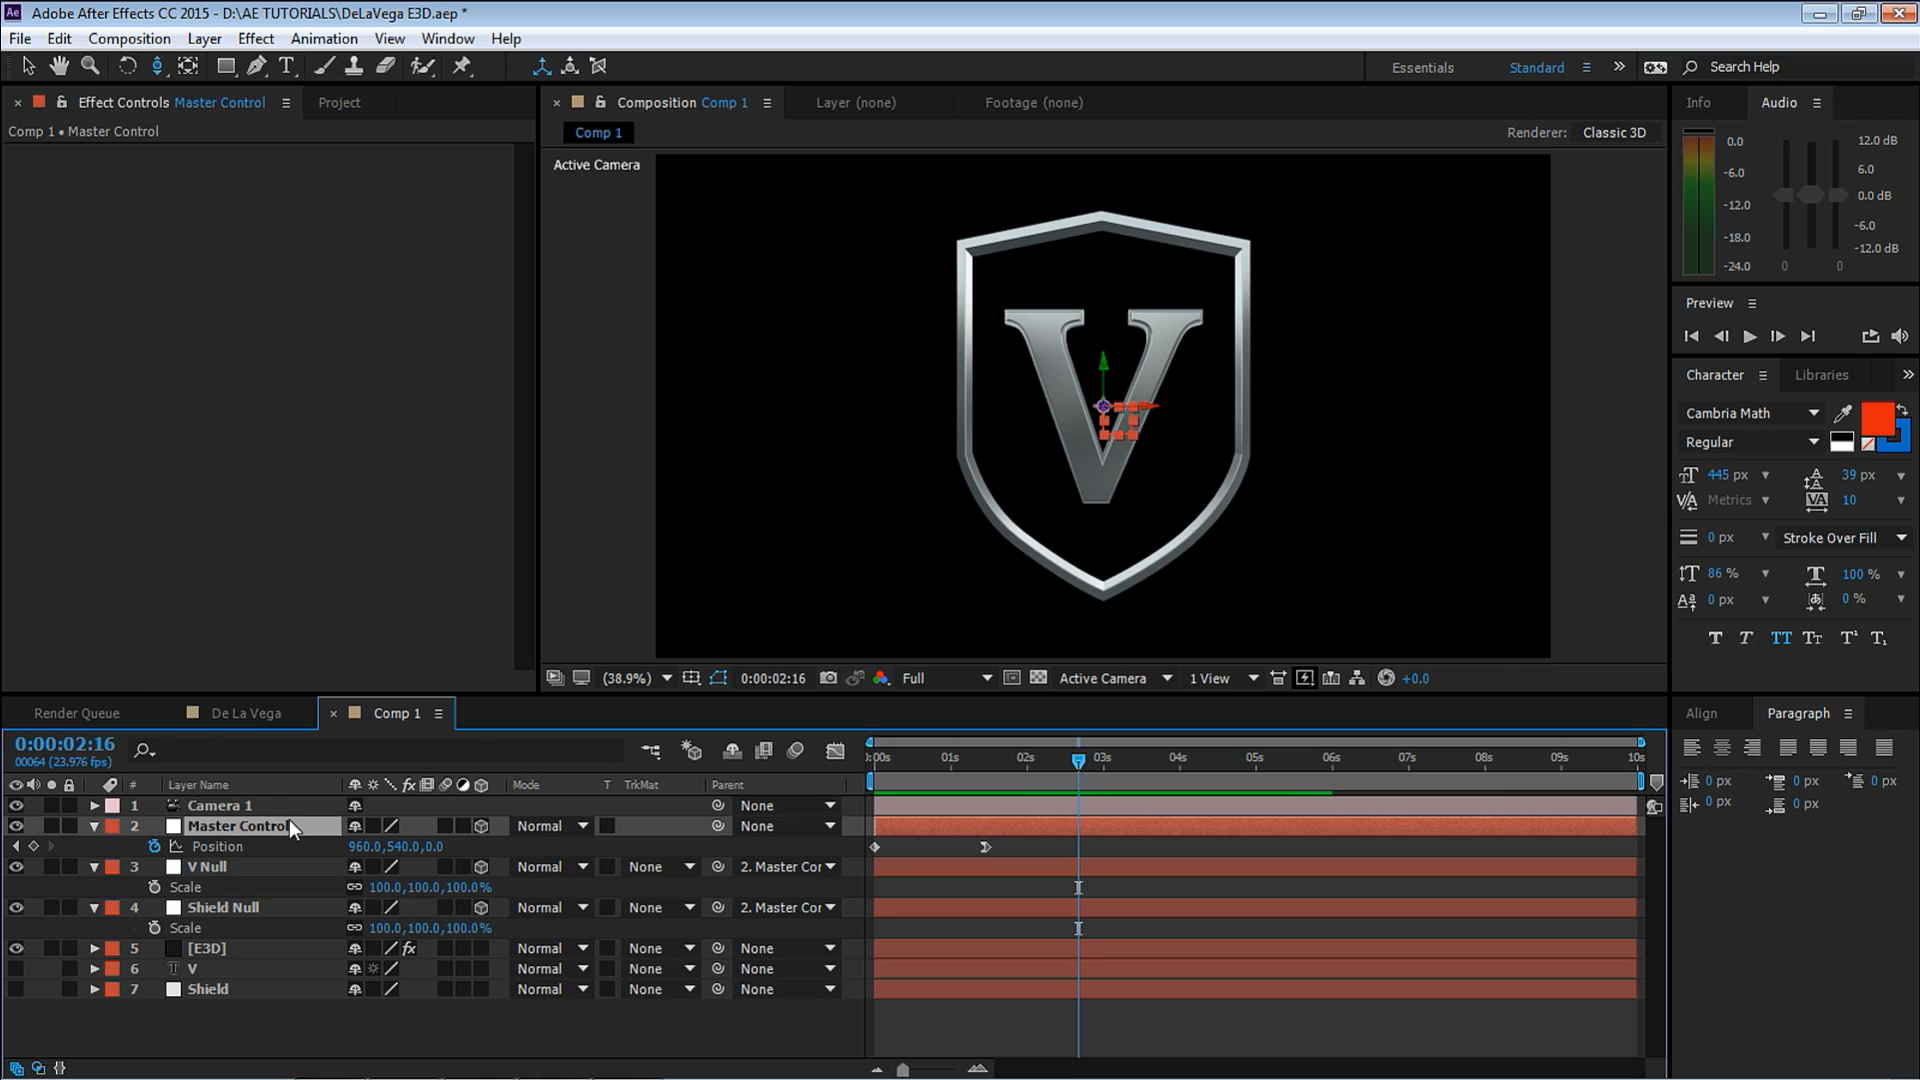 Adobe After Effects CC 2015 - D:\AE TUTORIALS\DeLaVega E3D.aep *
File Edit Composition Layer Effect Animation View Window Help
Essentials Standard Search Help
Effect Controls Master Control Project
Composition Comp 1 Layer (none) Footage (none)
Info Audio
Comp 1 • Master Control
Comp 1
Renderer: Classic 3D
Active Camera
V
0.0 12.0 dB
-6.0 6.0
-12.0 0.0 dB
-18.0 -6.0
-24.0 -12.0 dB
0 0
Preview
Character Libraries
Cambria Math
Regular
445 px 39 px
Metrics 10
0 px Stroke Over Fill
86 % 100 %
0 px 0 %
T T TT Tt T¹ T₁
(38.9%) 0:00:02:16 Full Active Camera 1 View +0.0
Render Queue De La Vega Comp 1
Align Paragraph
0:00:02:16
00064 (23.976 fps)
:00s 01s 02s 03s 04s 05s 06s 07s 08s 09s 10s
# Layer Name Mode T TrkMat Parent
1 Camera 1 None
2 Master Control Normal None
Position 960.0,540.0,0.0
3 V Null Normal None 2. Master Cor
Scale 100.0,100.0,100.0%
4 Shield Null Normal None 2. Master Cor
Scale 100.0,100.0,100.0%
5 [E3D] Normal None None
6 V Normal None None
7 Shield Normal None None
0 px 0 px 0 px
0 px 0 px